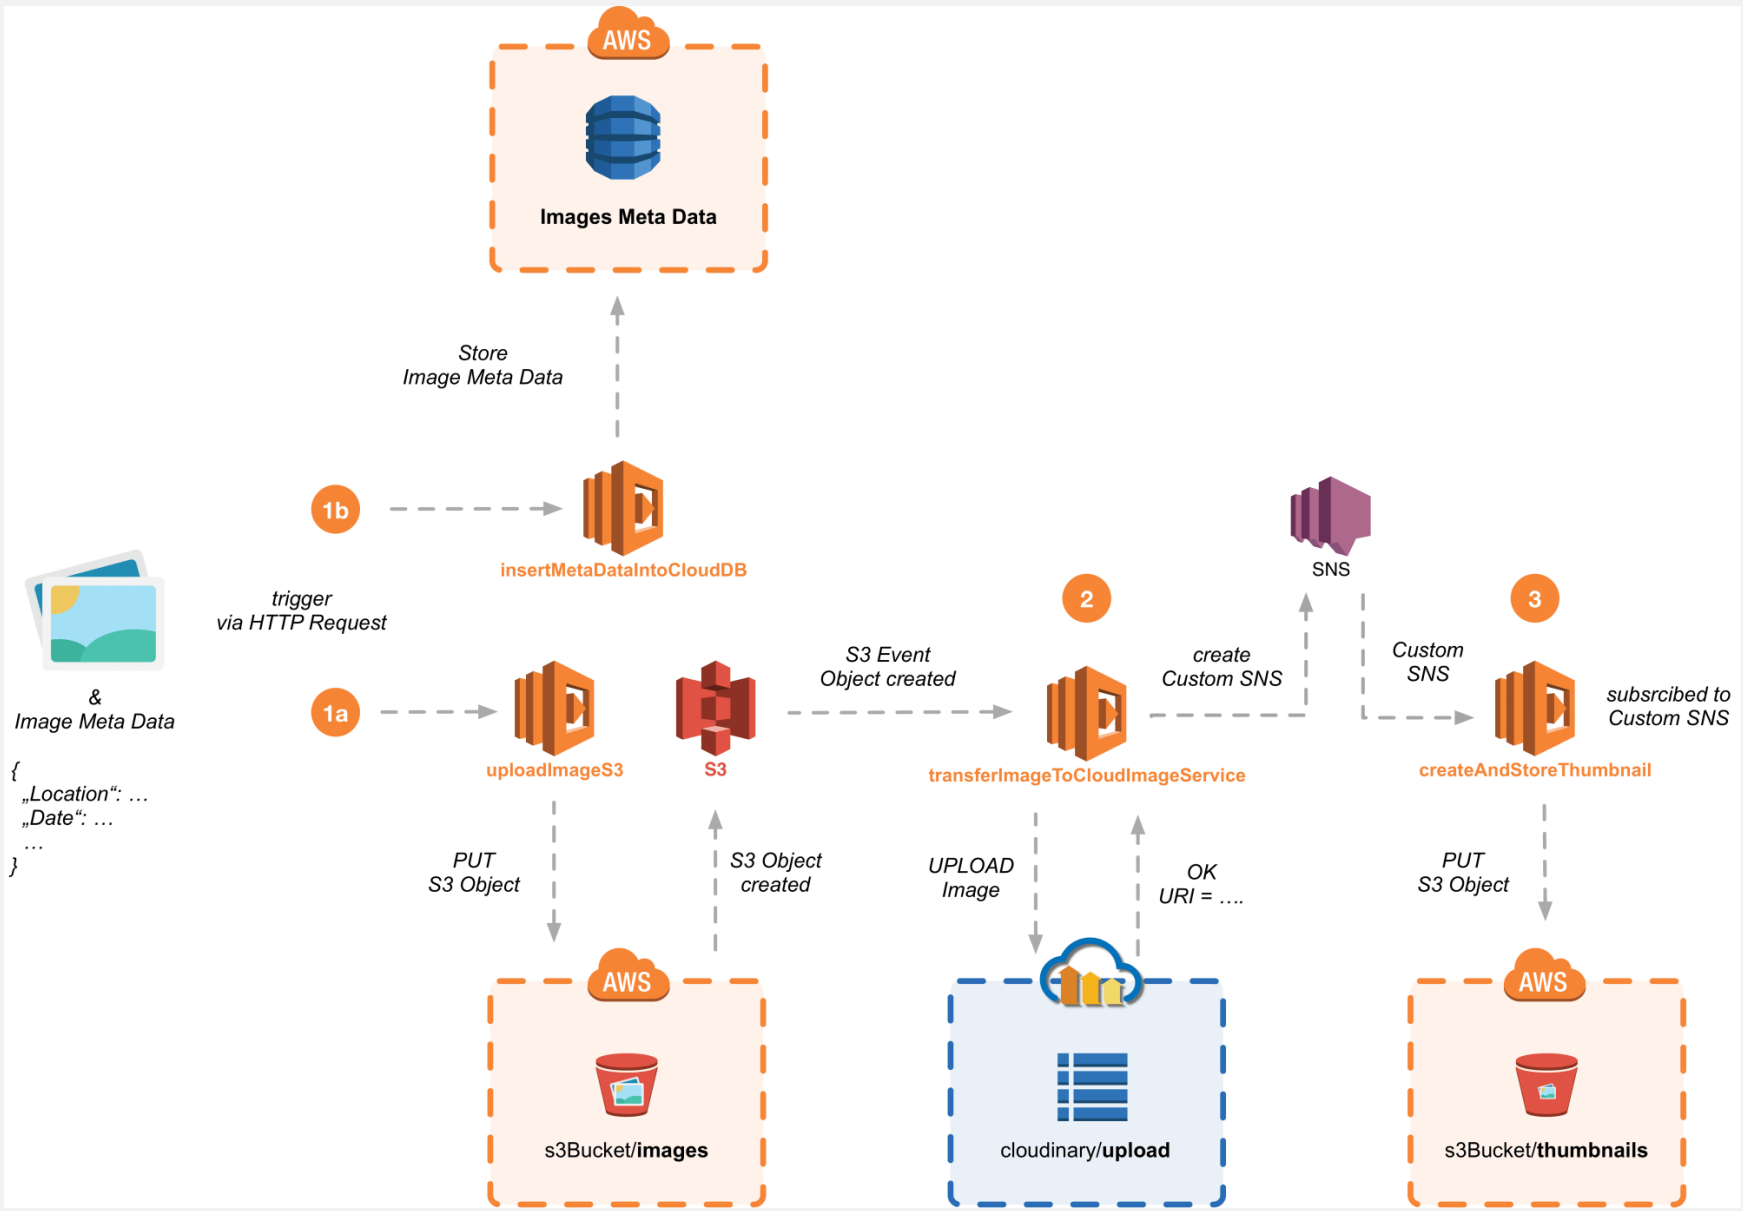 AWS
Images Meta Data
Store
Image Meta Data
1b
insertMetaDataIntoCloudDB
trigger
via HTTP Request
&
Image Meta Data
{
„Location“: …
„Date“: …
…
}
1a
uploadImageS3
S3
S3 Event
Object created
2
transferImageToCloudImageService
create
Custom SNS
SNS
Custom
SNS
3
createAndStoreThumbnail
subsrcibed to
Custom SNS
PUT
S3 Object
S3 Object
created
UPLOAD
Image
OK
URI = ....
PUT
S3 Object
AWS
s3Bucket/images
cloudinary/upload
AWS
s3Bucket/thumbnails